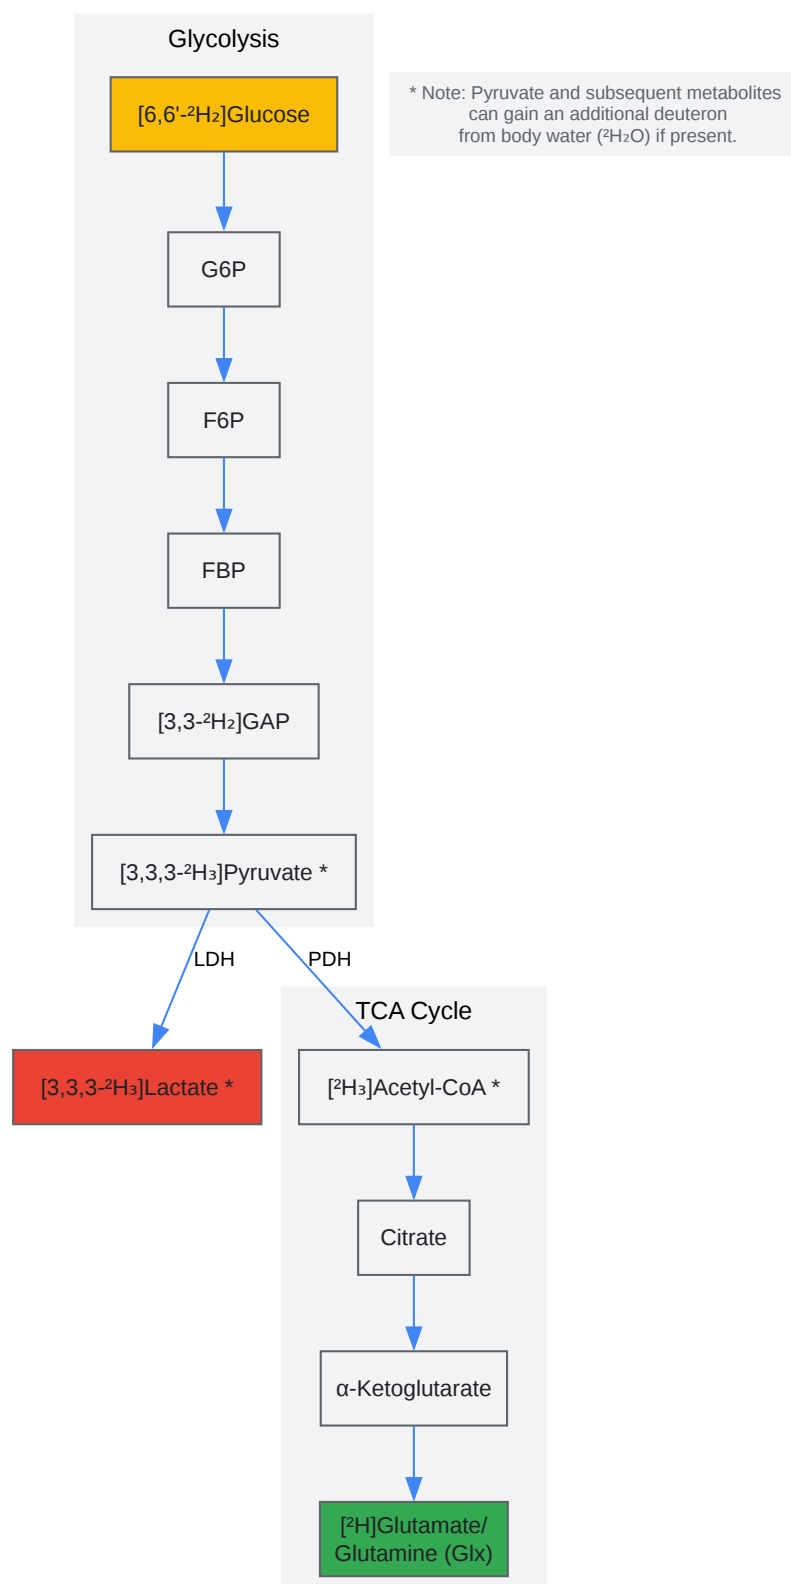 Glycolysis
[6,6'-²H₂]Glucose
* Note: Pyruvate and subsequent metabolites
can gain an additional deuteron
from body water (²H₂O) if present.
G6P
F6P
FBP
[3,3-²H₂]GAP
[3,3,3-²H₃]Pyruvate *
LDH
PDH
TCA Cycle
[3,3,3-²H₃]Lactate *
[²H₃]Acetyl-CoA *
Citrate
α-Ketoglutarate
[²H]Glutamate/
Glutamine (Glx)